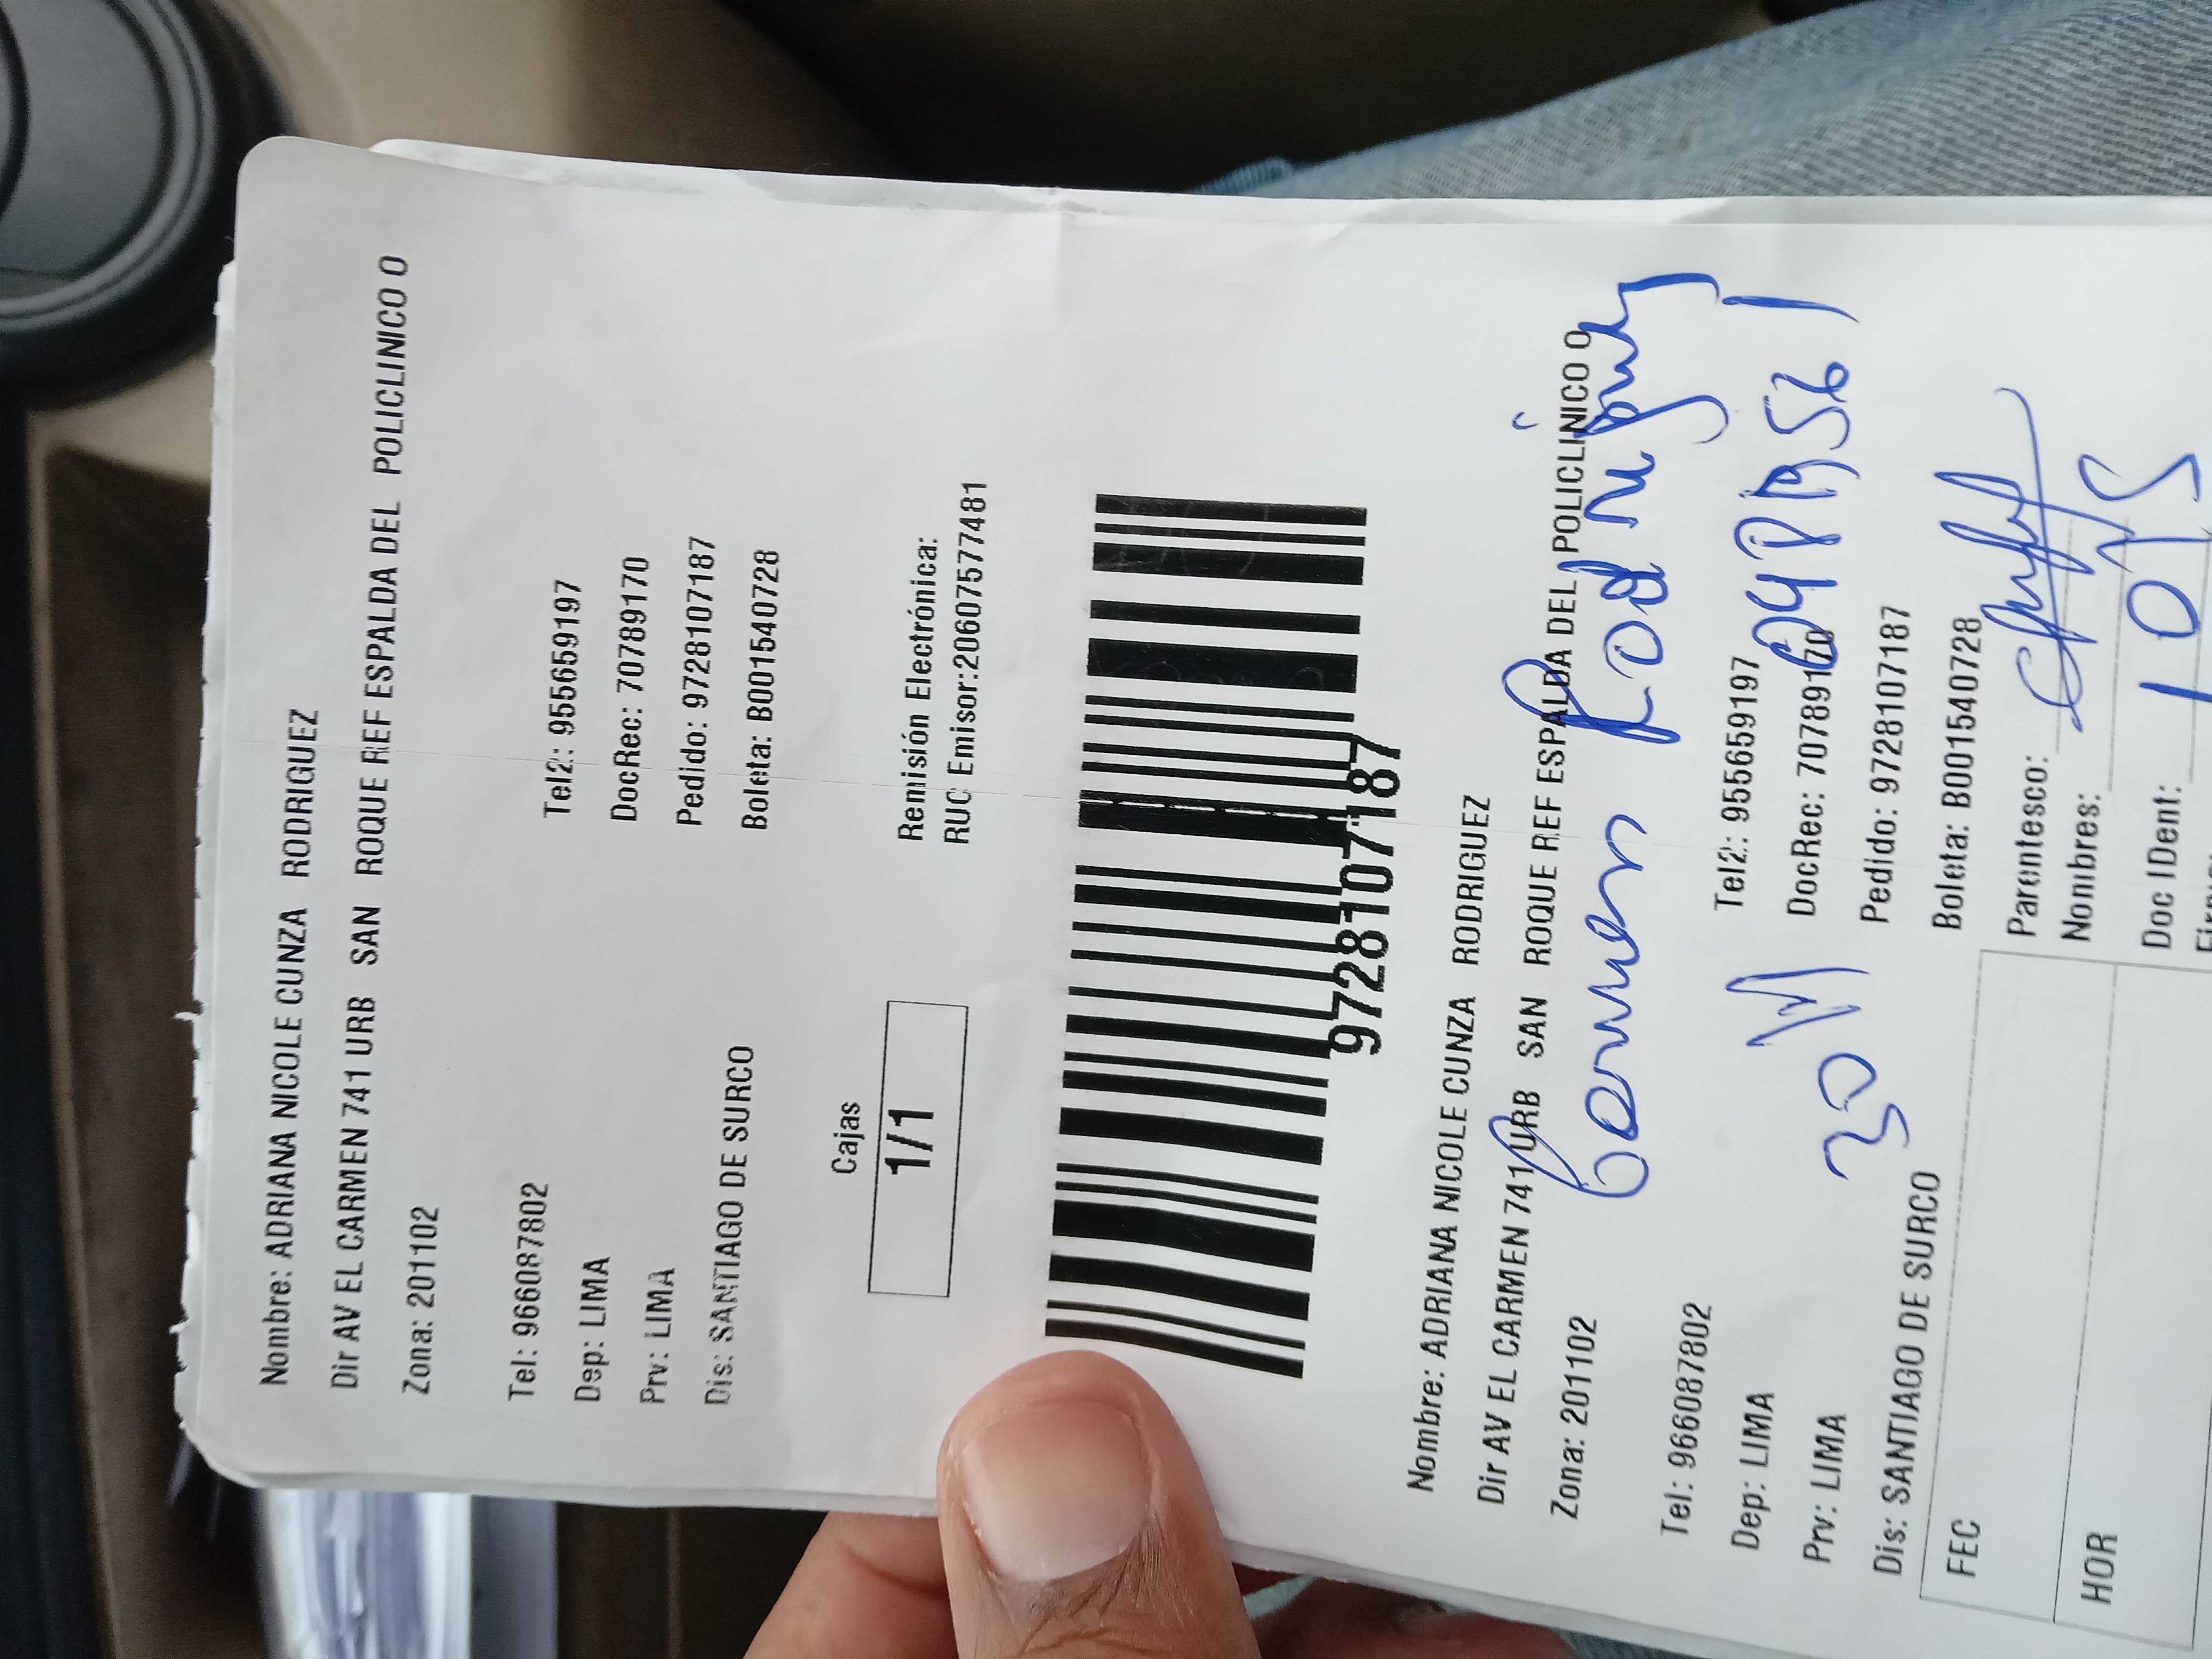 Nombre: ADRIANA NICOLE CUNZA RODRIGUEZ
Dir AV EL CARMEN 741 URB SAN ROQUE REF ESPALDA DEL POLICLINICO O
Zona: 201102
Tel: 966087802 Tel2.: 955659197
Dep: LIMA DocRec: 70789170
Prv: LIMA Pedido: 9728107187
Dis: SANTIAGO DE SURCO Boleta: B001540728
Cajas
1/1
Remisión Electrónica:
RUC Emisor:20607577481
9728107187
Nombre: ADRIANA NICOLE CUNZA RODRIGUEZ
Dir AV EL CARMEN 741 URB SAN ROQUE REF ESPALDA DEL POLICLINICO O
Zona: 201102
Carmen Rodriguez
Tel: 966087802 Tel2.: 955659197
Dep: LIMA DocRec: 70789170
Prv: LIMA Pedido: 9728107187
Dis: SANTIAGO DE SURCO Boleta: B001540728
FEC
Parentesco:
Nombres:
HOR
Doc IDent: